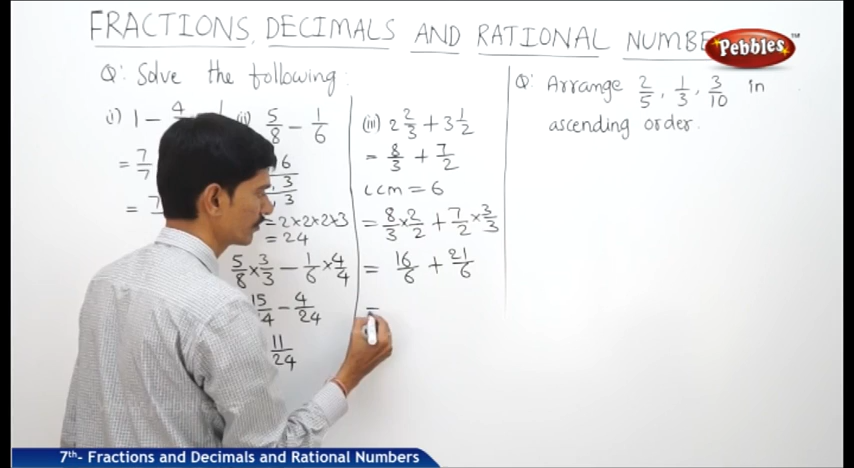 FRACTIONS, DECIMALS AND RATIONAL NUMBE
Pebbles™
Q: Solve the following:
(i) 1 - 4
= 7/7
= 7
(ii) 5/8 - 1/6
6
, 3
, 3
= 2×2×2×3
= 24
5/8 × 3/3 - 1/6 × 4/4
15/4 - 4/24
11/24
(iii) 2 2/3 + 3 1/2
= 8/3 + 7/2
LCM = 6
= 8/3 × 2/2 + 7/2 × 3/3
= 16/6 + 21/6
=
Q: Arrange 2/5, 1/3, 3/10 in
ascending order.
7th- Fractions and Decimals and Rational Numbers